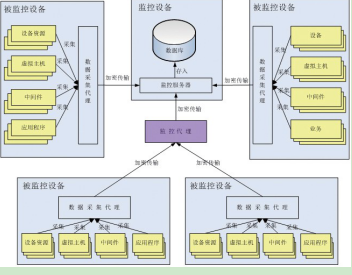 被监控设备
监控设备
被监控设备
设备资源
虚拟主机
中间件
应用程序
采集
采集
采集
采集
数据采集代理
加密传输
数据库
存入
监控服务器
加密传输
加密传输
数据采集代理
采集
采集
采集
采集
设备
虚拟主机
中间件
业务
监控代理
加密传输
加密传输
被监控设备
被监控设备
数据采集代理
数据采集代理
采集
采集
采集
采集
采集
采集
采集
采集
设备资源
虚拟主机
中间件
应用程序
设备资源
虚拟主机
中间件
应用程序